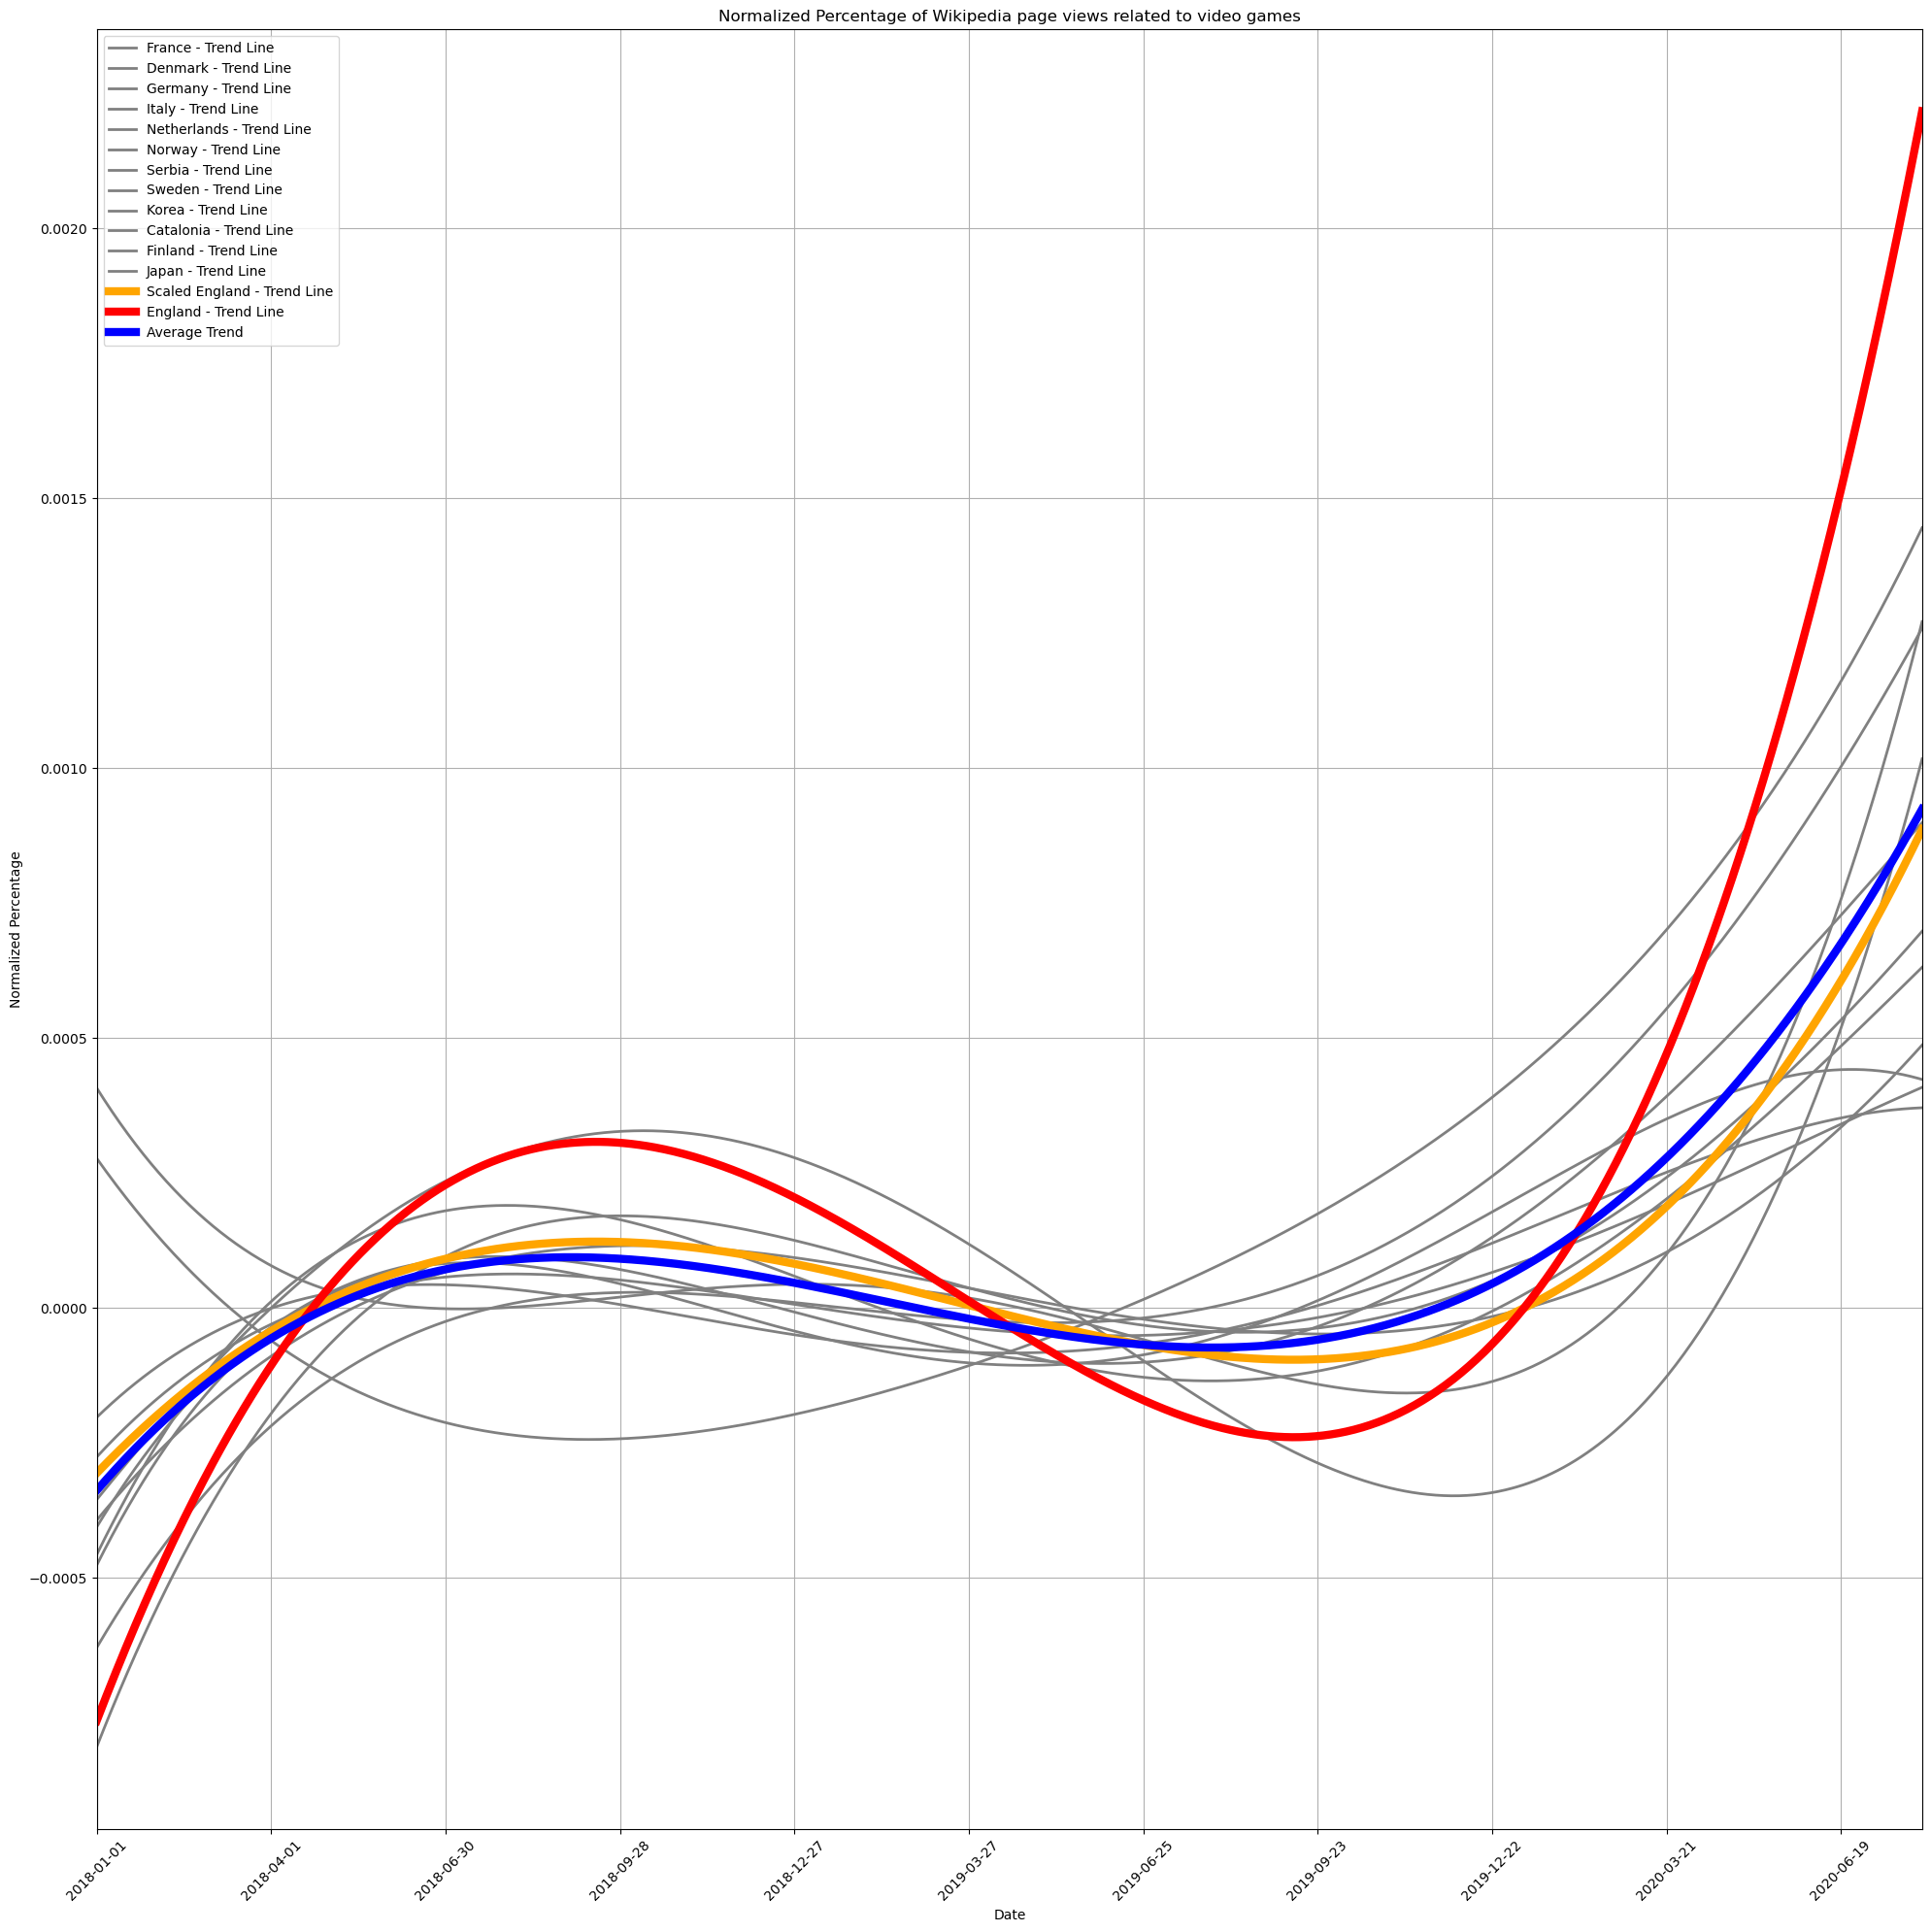 Normalized Percentage of Wikipedia page views related to video games
France - Trend Line
Denmark - Trend Line
Germany - Trend Line
Italy - Trend Line
Netherlands - Trend Line
Norway - Trend Line
Serbia - Trend Line
Sweden - Trend Line
Korea - Trend Line
Catalonia - Trend Line
Finland - Trend Line
Japan - Trend Line
Scaled England - Trend Line
England - Trend Line
Average Trend
0.0020
0.0015
0.0010
0.0005
0.0000
−0.0005
Normalized Percentage
2018-01-01
2018-04-01
2018-06-30
2018-09-28
2018-12-27
2019-03-27
2019-06-25
2019-09-23
2019-12-22
2020-03-21
2020-06-19
Date